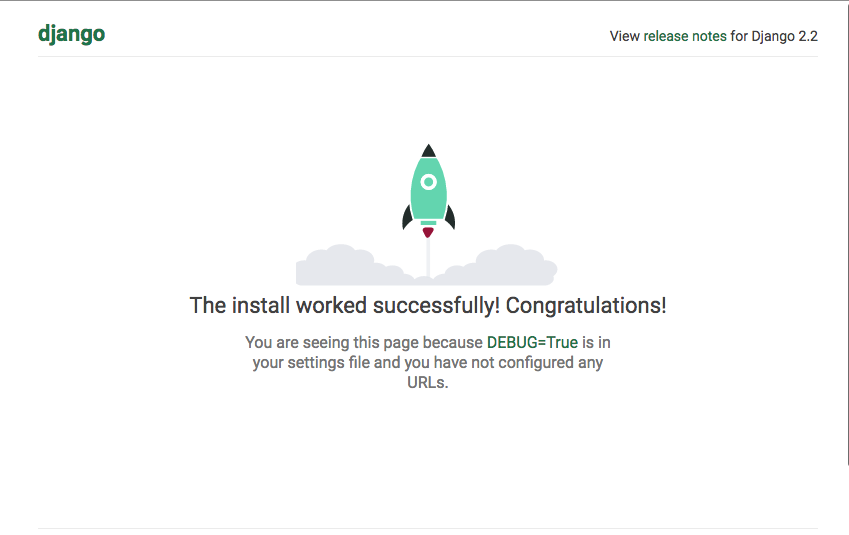 django
View release notes for Django 2.2
The install worked successfully! Congratulations!
You are seeing this page because DEBUG=True is in
your settings file and you have not configured any
URLs.